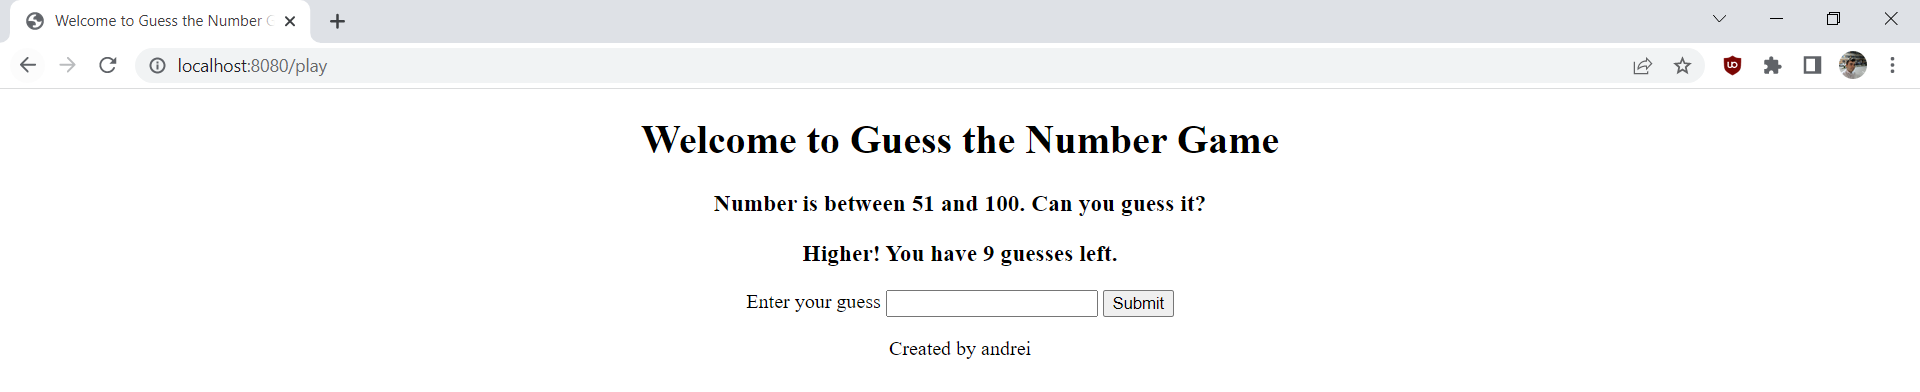 Welcome to Guess the Number G
localhost:8080/play
Welcome to Guess the Number Game
Number is between 51 and 100. Can you guess it?
Higher! You have 9 guesses left.
Enter your guess Submit
Created by andrei